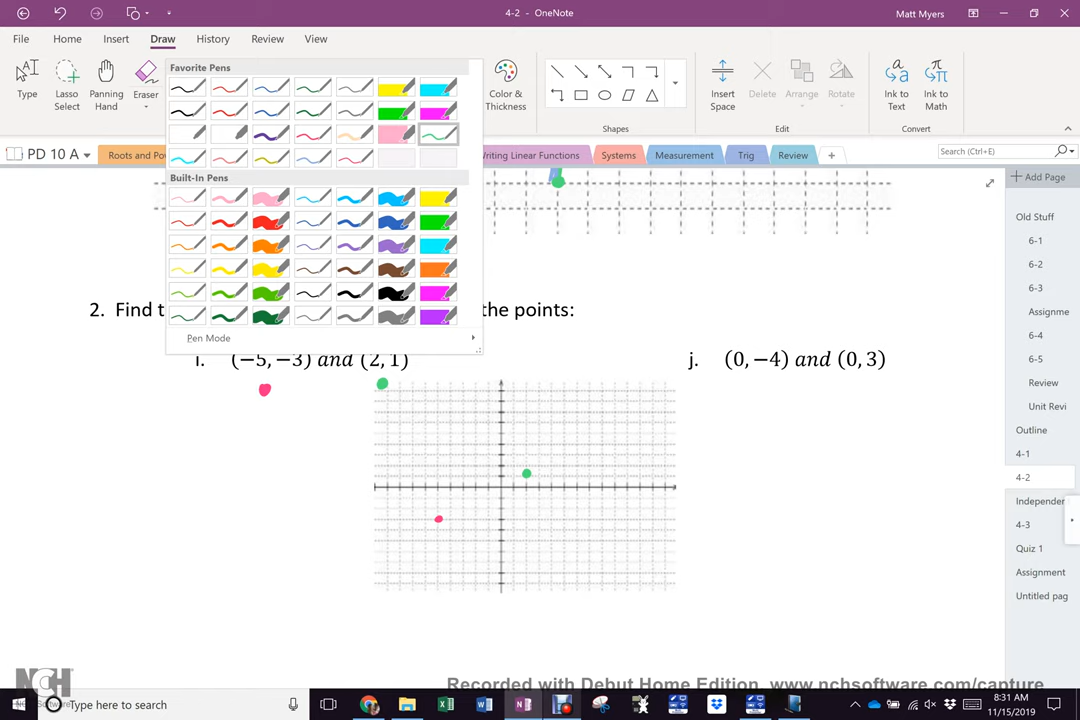 4-2 - OneNote
Matt Myers
File Home Insert Draw History Review View
Type
Lasso Select
Panning Hand
Eraser
Favorite Pens
Built-In Pens
Pen Mode
Color & Thickness
Shapes
Insert Space
Delete
Arrange
Rotate
Edit
Ink to Text
Ink to Math
Convert
PD 10 A
Roots and Pow
Writing Linear Functions
Systems
Measurement
Trig
Review
Search (Ctrl+E)
Add Page
Old Stuff
6-1
6-2
6-3
Assignme
6-4
6-5
Review
Unit Revi
Outline
4-1
4-2
Independen
4-3
Quiz 1
Assignment
Untitled pag
2. Find t
the points:
i. (−5, −3) and (2, 1)
j. (0, −4) and (0, 3)
NCH
Recorded with Debut Home Edition. www.nchsoftware.com/capture
Type here to search
8:31 AM
11/15/2019